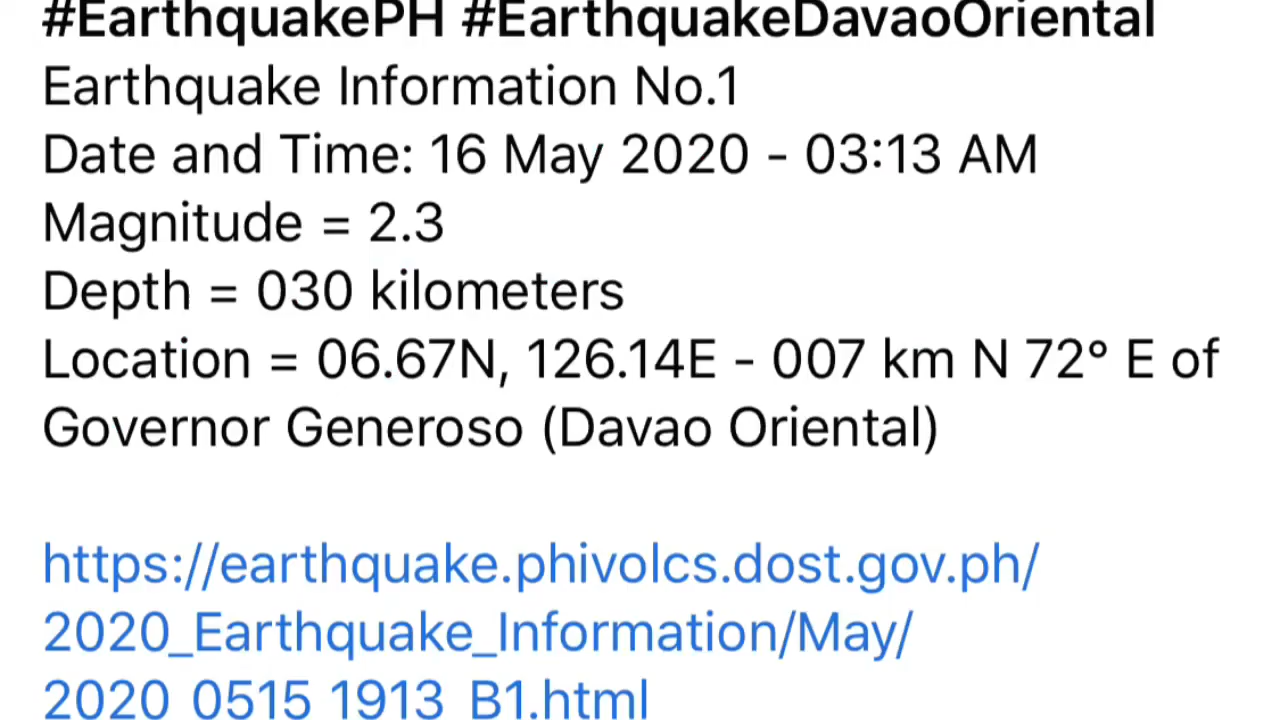 #EarthquakePH #EarthquakeDavaoOriental
Earthquake Information No.1
Date and Time: 16 May 2020 - 03:13 AM
Magnitude = 2.3
Depth = 030 kilometers
Location = 06.67N, 126.14E - 007 km N 72° E of
Governor Generoso (Davao Oriental)
https://earthquake.phivolcs.dost.gov.ph/
2020_Earthquake_Information/May/
2020_0515_1913_B1.html